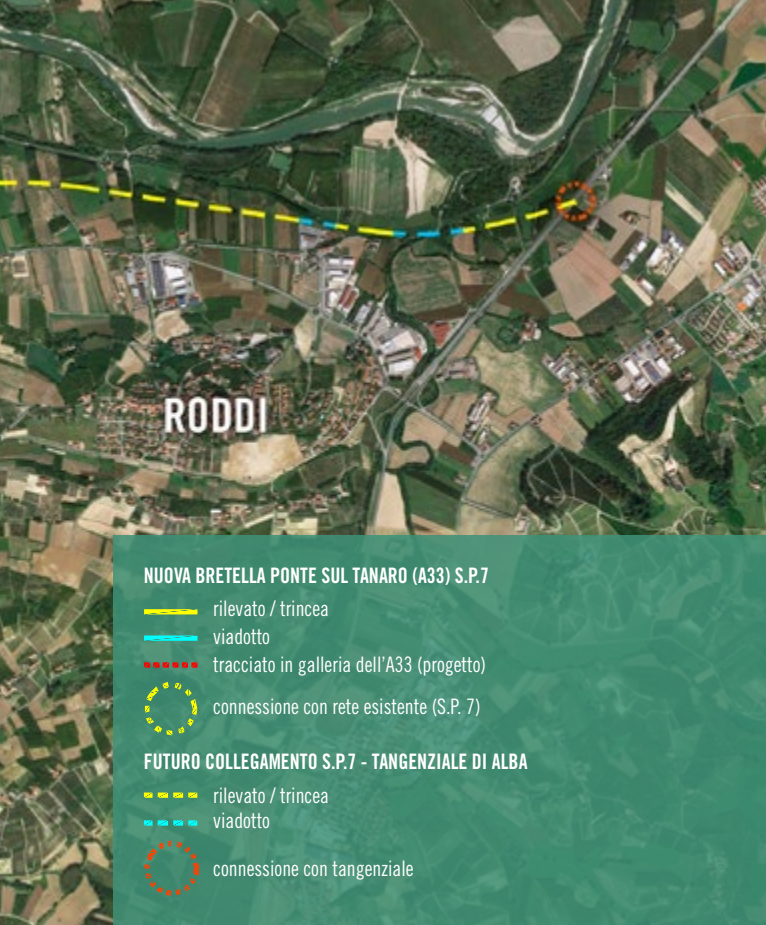 RODDI
NUOVA BRETELLA PONTE SUL TANARO (A33) S.P.7
rilevato / trincea
viadotto
tracciato in galleria dell'A33 (progetto)
connessione con rete esistente (S.P. 7)
FUTURO COLLEGAMENTO S.P.7 - TANGENZIALE DI ALBA
rilevato / trincea
viadotto
connessione con tangenziale